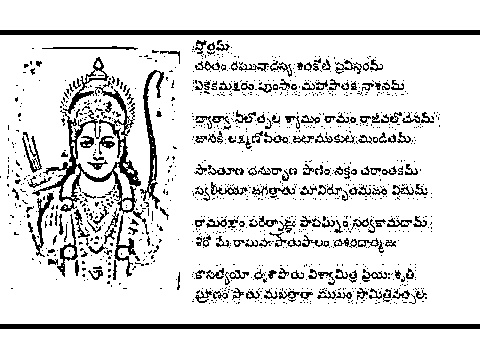 స్తోత్రమ్
చరితం రఘునాథస్య శతకోటి ప్రవిస్తరమ్
ఏకైకమక్షరం పుంసాం మహాపాతక నాశనమ్
ధ్యాత్వా నీలోత్పల శ్యామం రామం రాజీవలోచనమ్
జానకీ లక్ష్మణోపేతం జటాముకుట మండితమ్
సాసితూణ ధనుర్బాణ పాణిం నక్తం చరాంతకమ్
స్వలీలయా జగత్త్రాతు మావిర్భూతమజం విభుమ్
రామరక్షాం పఠేత్ప్రాజ్ఞః పాపఘ్నీం సర్వకామదామ్
శిరో మే రాఘవః పాతుఫాలం దశరథాత్మజః
కౌసల్యేయో దృశౌపాతు విశ్వామిత్ర ప్రియః శృతీ
ఘ్రాణం పాతు మఖత్రాతా ముఖం సౌమిత్రివత్సలః